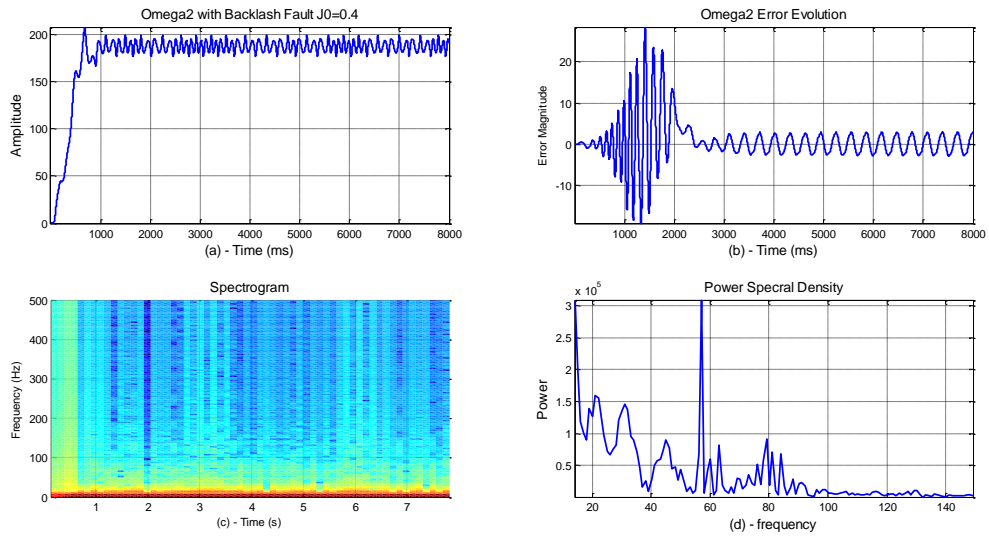 Omega2 with Backlash Fault J0=0.4
Amplitude
200
150
100
50
0
1000 2000 3000 4000 5000 6000 7000 8000
(a) - Time (ms)
Omega2 Error Evolution
Error Magnitude
20
10
0
-10
1000 2000 3000 4000 5000 6000 7000 8000
(b) - Time (ms)
Spectrogram
Frequency (Hz)
500
400
300
200
100
0
1 2 3 4 5 6 7
(c) - Time (s)
Power Specral Density
x 10^5
Power
3
2.5
2
1.5
1
0.5
20 40 60 80 100 120 140
(d) - frequency